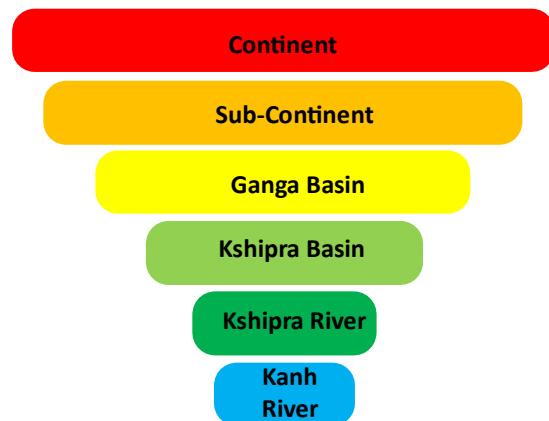 Continent
Sub-Continent
Ganga Basin
Kshipra Basin
Kshipra River
Kanh
River